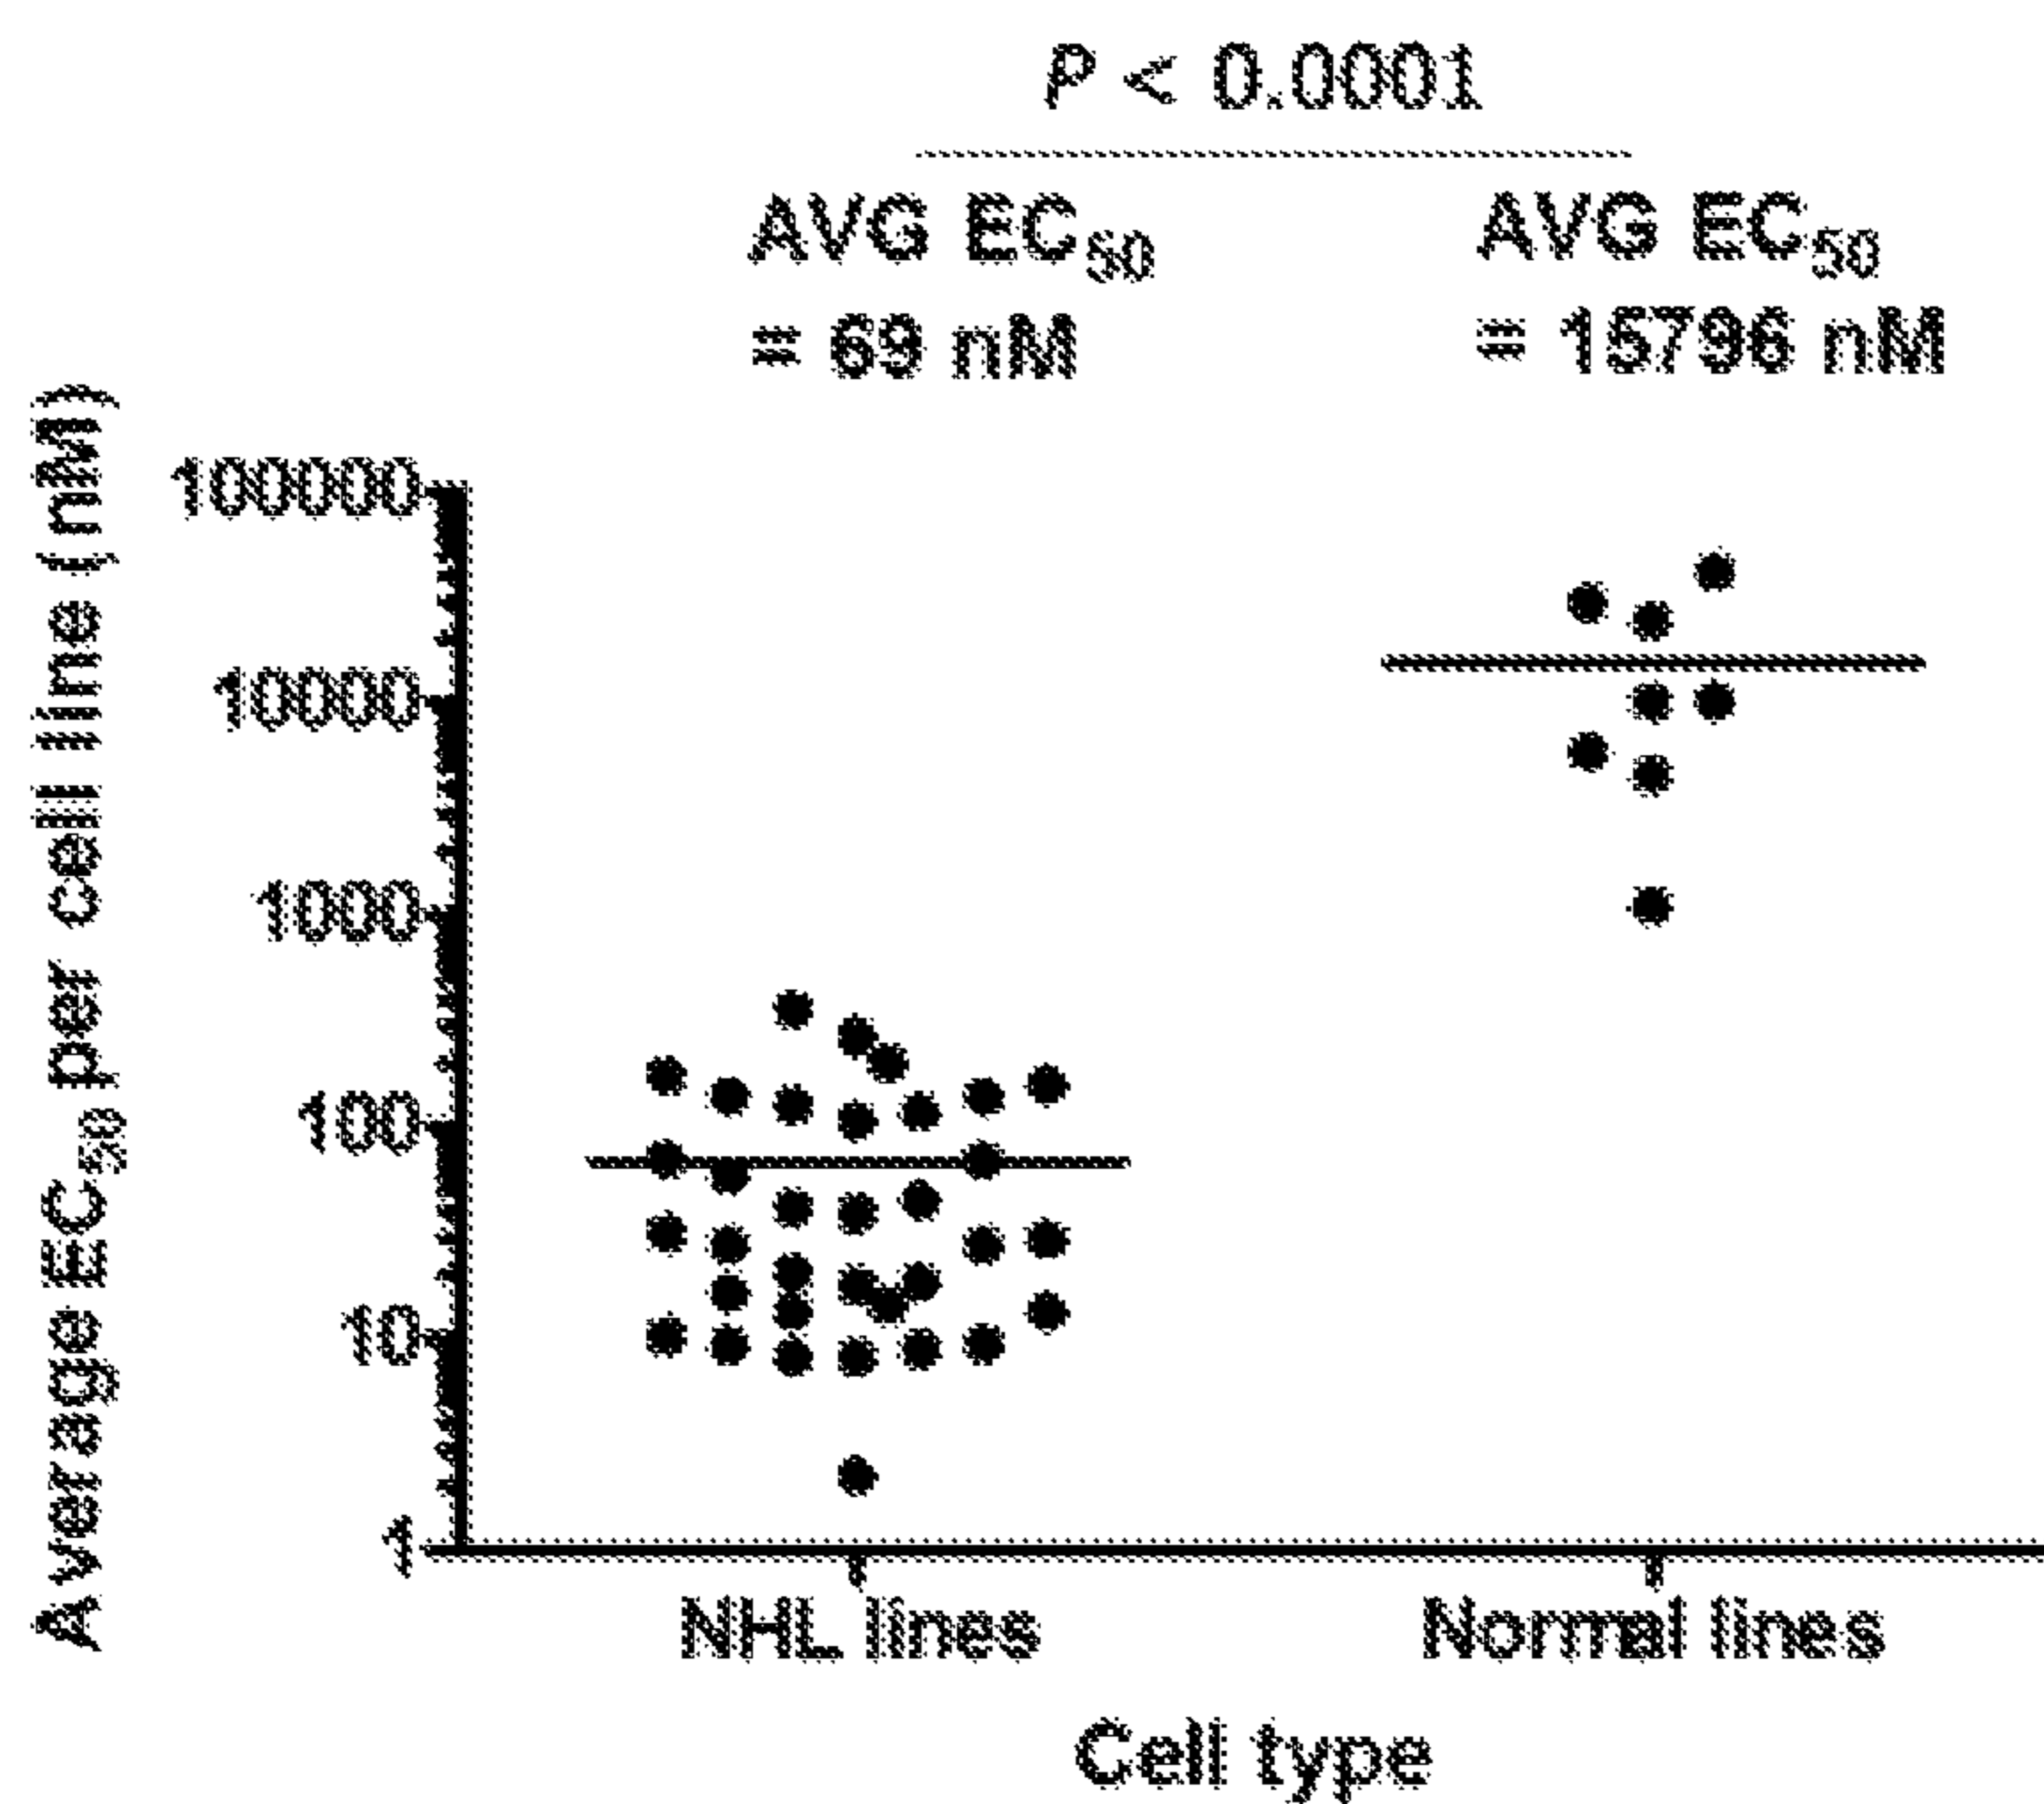 P < 0.0001
AVG EC50
= 69 nM
AVG EC50
= 15796 nM
Average EC50 per cell line (nM)
100000
10000
1000
100
10
1
NHL lines
Normal lines
Cell type